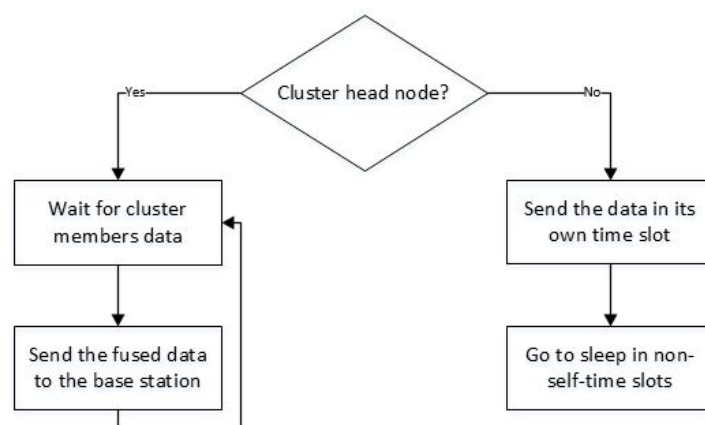 Cluster head node?
Yes
No
Wait for cluster
members data
Send the data in its
own time slot
Send the fused data
to the base station
Go to sleep in non-
self-time slots